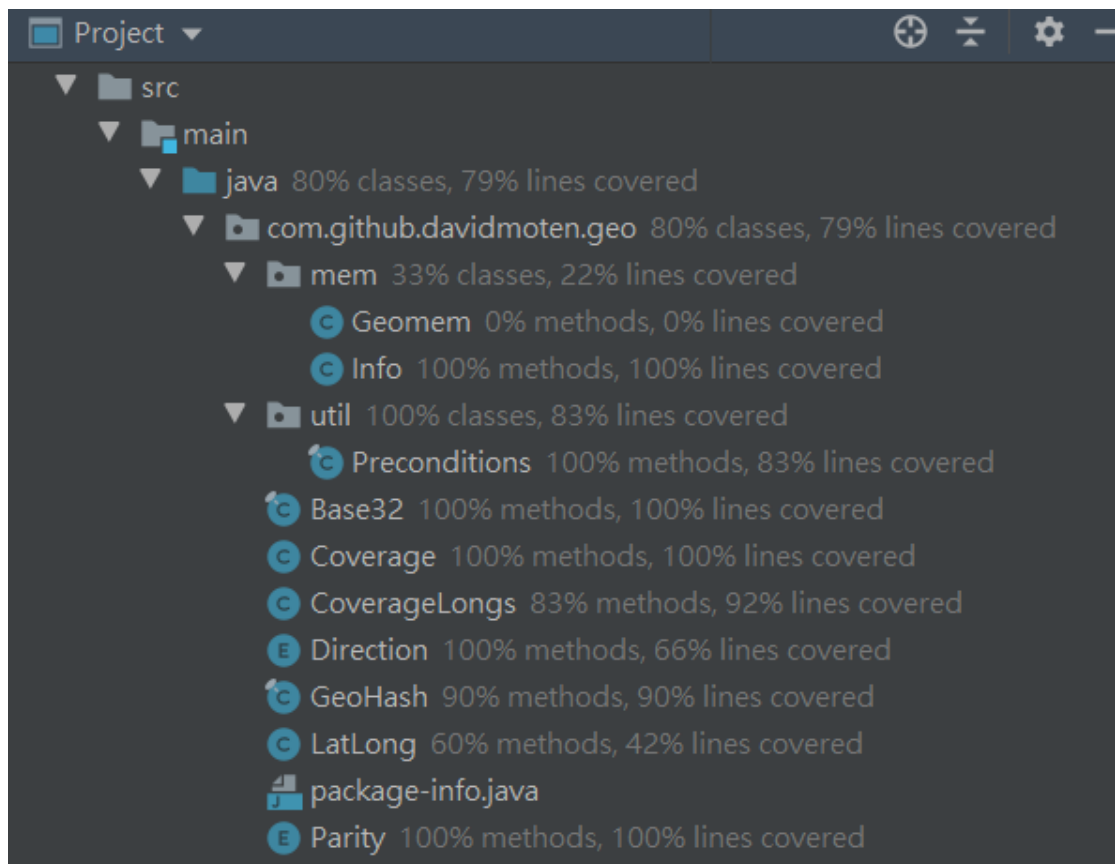 Project
src
main
java 80% classes, 79% lines covered
com.github.davidmoten.geo 80% classes, 79% lines covered
mem 33% classes, 22% lines covered
C Geomem 0% methods, 0% lines covered
C Info 100% methods, 100% lines covered
util 100% classes, 83% lines covered
C Preconditions 100% methods, 83% lines covered
C Base32 100% methods, 100% lines covered
C Coverage 100% methods, 100% lines covered
C CoverageLongs 83% methods, 92% lines covered
E Direction 100% methods, 66% lines covered
C GeoHash 90% methods, 90% lines covered
C LatLong 60% methods, 42% lines covered
J package-info.java
E Parity 100% methods, 100% lines covered